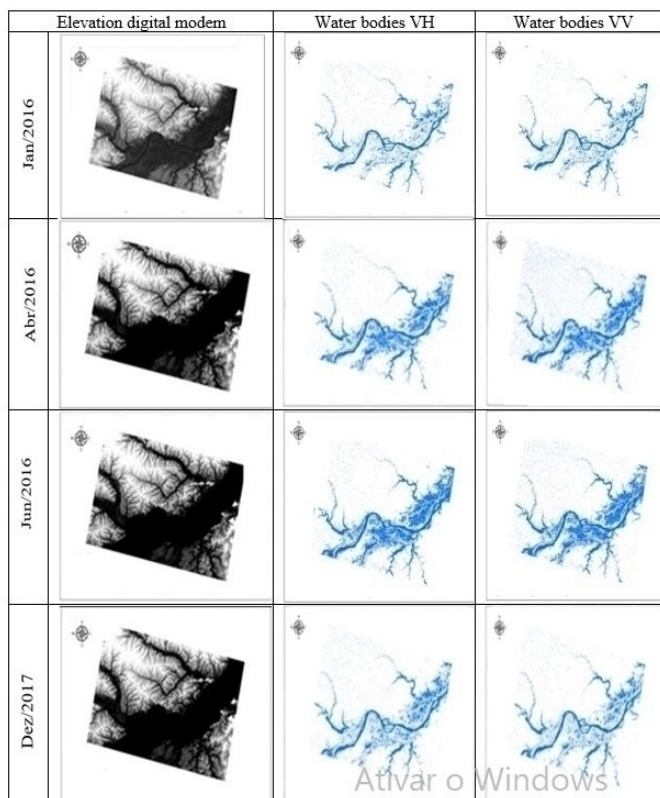 Elevation digital modem Water bodies VH Water bodies VV
Jan/2016
Abr/2016
Jun/2016
Dez/2017
Ativar o Windows